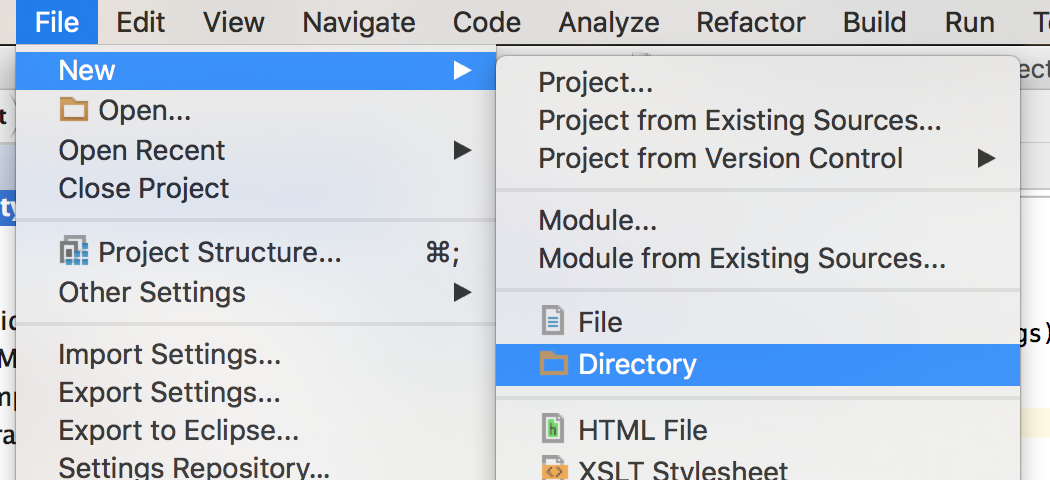 File Edit View Navigate Code Analyze Refactor Build Run
New
Open...
Open Recent
Close Project
Project Structure... ⌘;
Other Settings
Import Settings...
Export Settings...
Export to Eclipse...
Settings Repository...
Project...
Project from Existing Sources...
Project from Version Control
Module...
Module from Existing Sources...
File
Directory
HTML File
XSLT Stylesheet